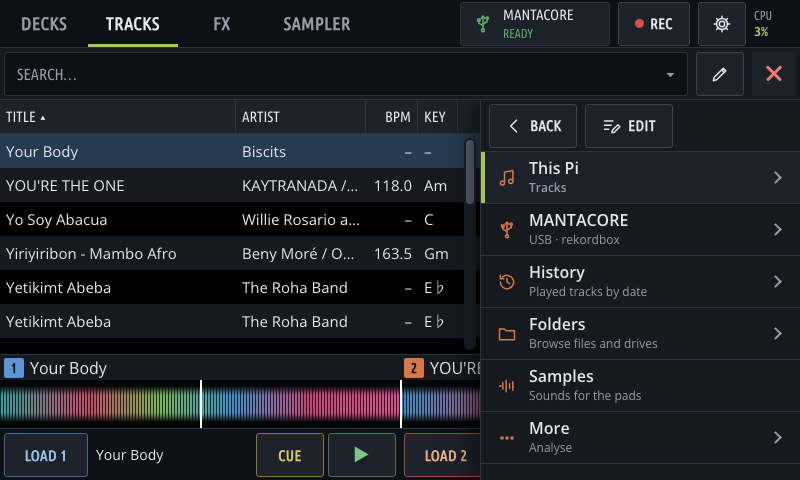 DECKS TRACKS FX SAMPLER MANTACORE READY REC CPU 3%
SEARCH...
TITLE ARTIST BPM KEY
Your Body Biscits – –
YOU'RE THE ONE KAYTRANADA /... 118.0 Am
Yo Soy Abacua Willie Rosario a... – C
Yiriyiribon - Mambo Afro Beny Moré / O... 163.5 Gm
Yetikimt Abeba The Roha Band – E♭
Yetikimt Abeba The Roha Band – E♭
BACK EDIT
This Pi
Tracks
MANTACORE
USB · rekordbox
History
Played tracks by date
Folders
Browse files and drives
Samples
Sounds for the pads
More
Analyse
1 Your Body 2 YOU'RE
LOAD 1 Your Body CUE LOAD 2